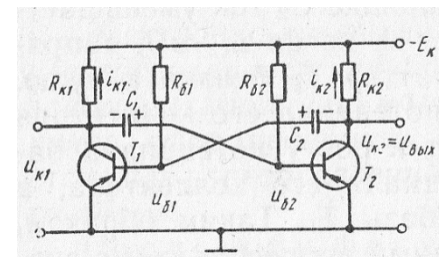 −Eк
Rк1 iк1 Rб1 Rб2 iк2 Rк2
C1 + + C2
uк1 T1 uб1 uб2 T2 uк2=uвых